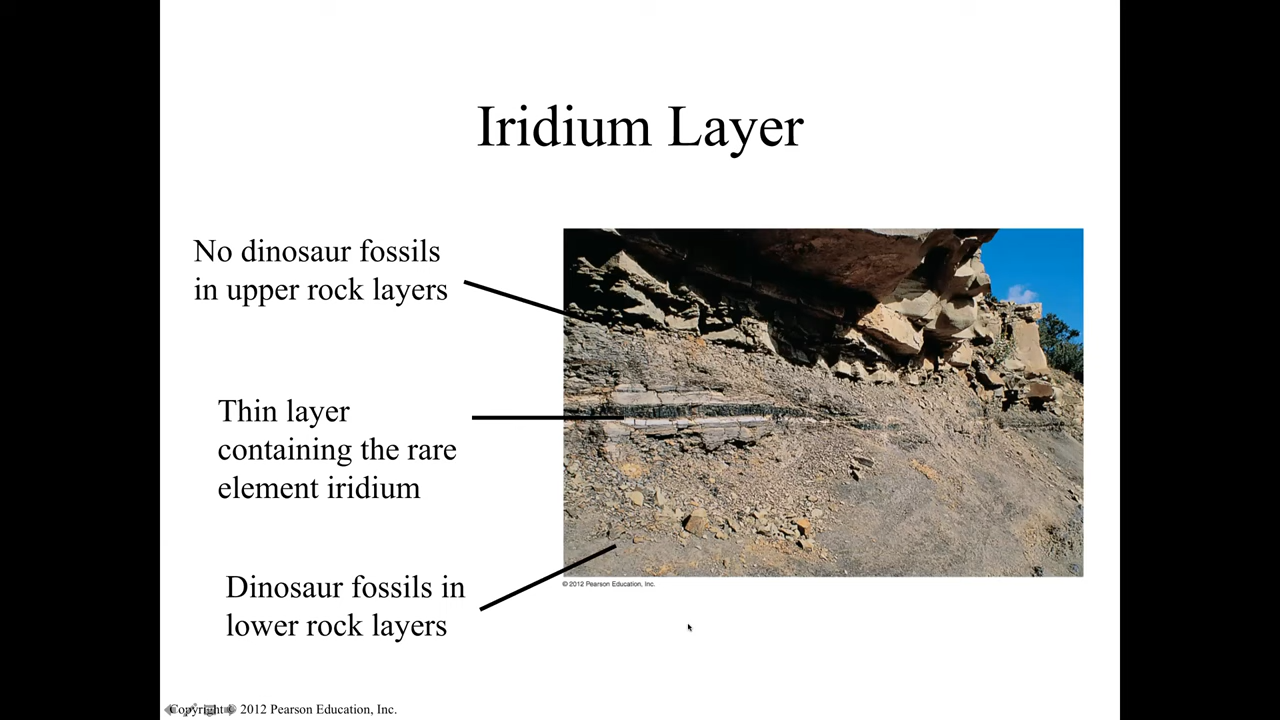 Iridium Layer
No dinosaur fossils
in upper rock layers
Thin layer
containing the rare
element iridium
Dinosaur fossils in
lower rock layers
© 2012 Pearson Education, Inc.
Copyright © 2012 Pearson Education, Inc.